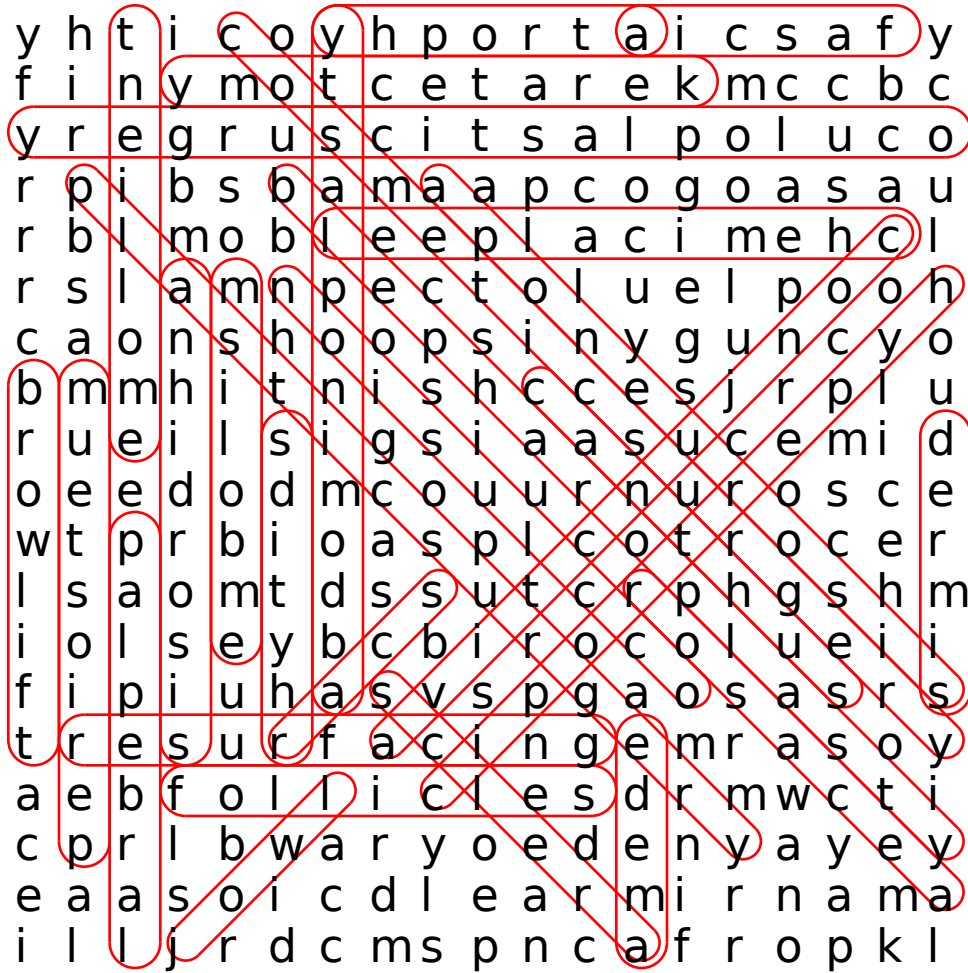 y h t i c o y h p o r t a i c s a f y
f i n y m o t c e t a r e k m c c b c
y r e g r u s c i t s a l p o l u c o
r p i b s b a m a a p c o g o a s a u
r b l m o b l e e p l a c i m e h c l
r s l a m n p e c t o l u e l p o o h
c a o n s h o o p s i n y g u n c y o
b m m h i t n i s h c c e s j r p l u
r u e i l s i g s i a a s u c e m i d
o e e d o d m c o u u r n u r o s c e
w t p r b i o a s p l c o t r o c e r
l s a o m t d s s u t c r p h g s h m
i o l s e y b c b i r o c o l u e i i
f i p i u h a s v s p g a o s a s r s
t r e s u r f a c i n g e m r a s o y
a e b f o l l i c l e s d r m w c t i
c p r l b w a r y o e d e n y a y e y
e a a s o i c d l e a r m i r n a m a
i l l j r d c m s p n c a f r o p k l